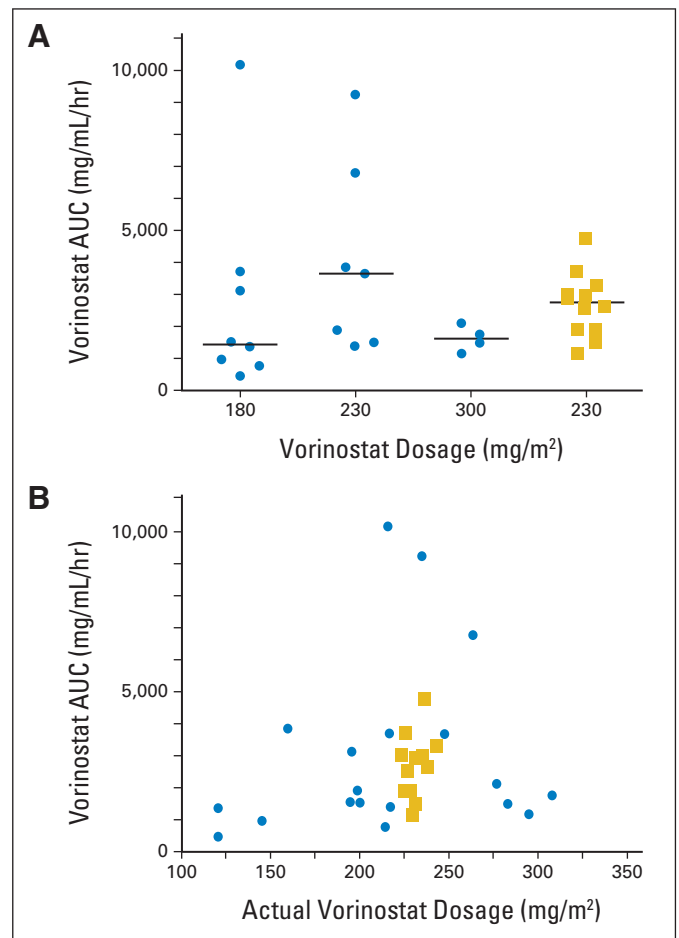 A
Vorinostat AUC (mg/mL/hr)
10,000
5,000
0
180 230 300 230
Vorinostat Dosage (mg/m²)
B
Vorinostat AUC (mg/mL/hr)
10,000
5,000
0
100 150 200 250 300 350
Actual Vorinostat Dosage (mg/m²)